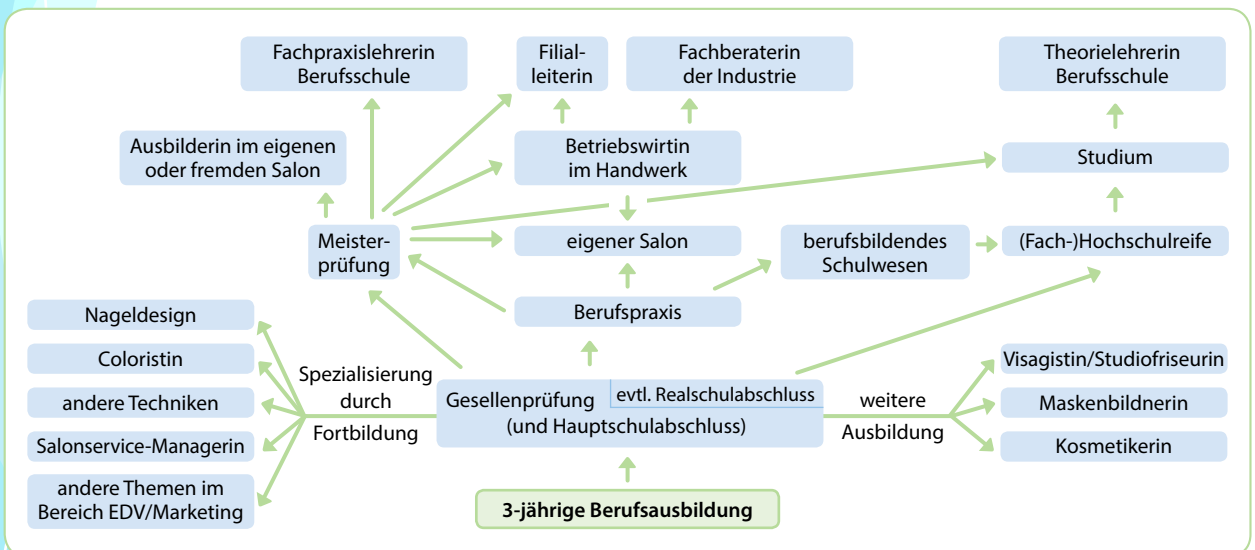 Fachpraxislehrerin
Berufsschule
Filial-
leiterin
Fachberaterin
der Industrie
Theorielehrerin
Berufsschule
Ausbilderin im eigenen
oder fremden Salon
Betriebswirtin
im Handwerk
Studium
Meister-
prüfung
eigener Salon
berufsbildendes
Schulwesen
(Fach-)Hochschulreife
Berufspraxis
Nageldesign
Coloristin
andere Techniken
Salonservice-Managerin
andere Themen im
Bereich EDV/Marketing
Spezialisierung
durch
Fortbildung
Gesellenprüfung
evtl. Realschulabschluss
(und Hauptschulabschluss)
weitere
Ausbildung
Visagistin/Studiofriseurin
Maskenbildnerin
Kosmetikerin
3-jährige Berufsausbildung